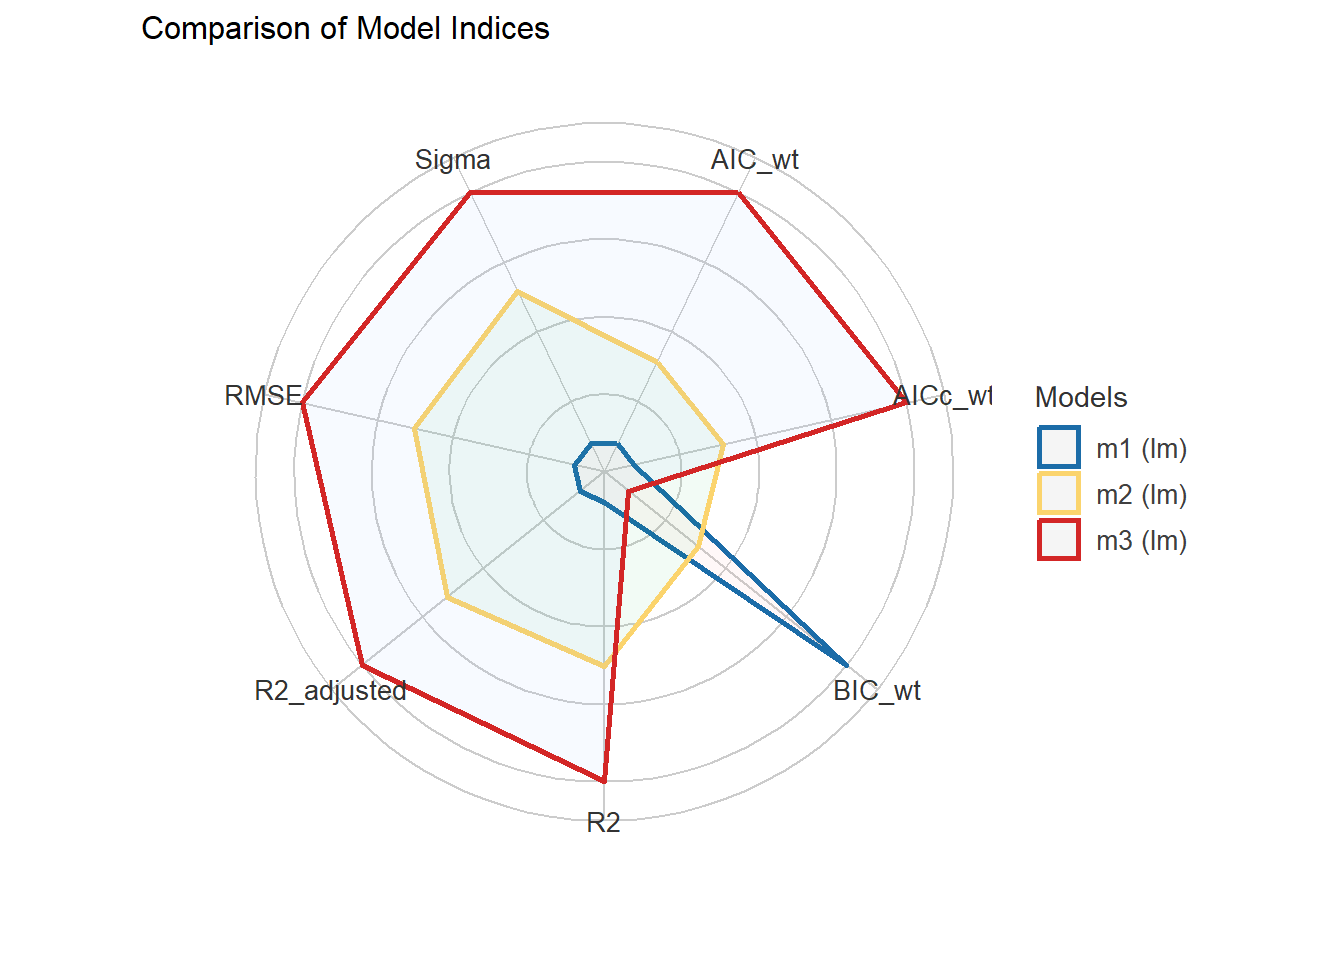 Comparison of Model Indices
Sigma
AIC_wt
RMSE
AICc_wt
R2_adjusted
BIC_wt
R2
Models
m1 (lm)
m2 (lm)
m3 (lm)